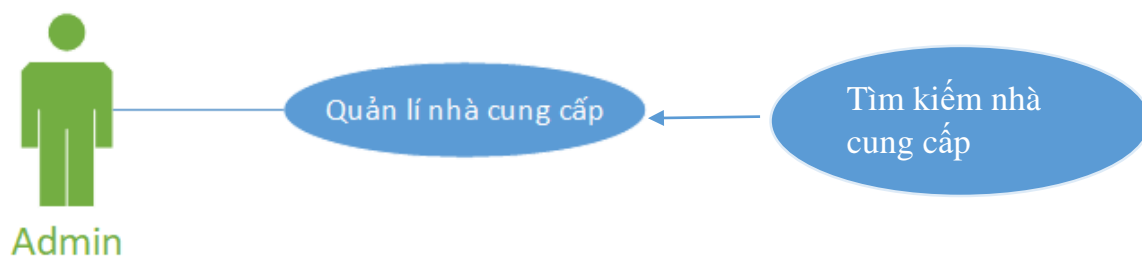 Quản lí nhà cung cấp
Tìm kiếm nhà
cung cấp
Admin